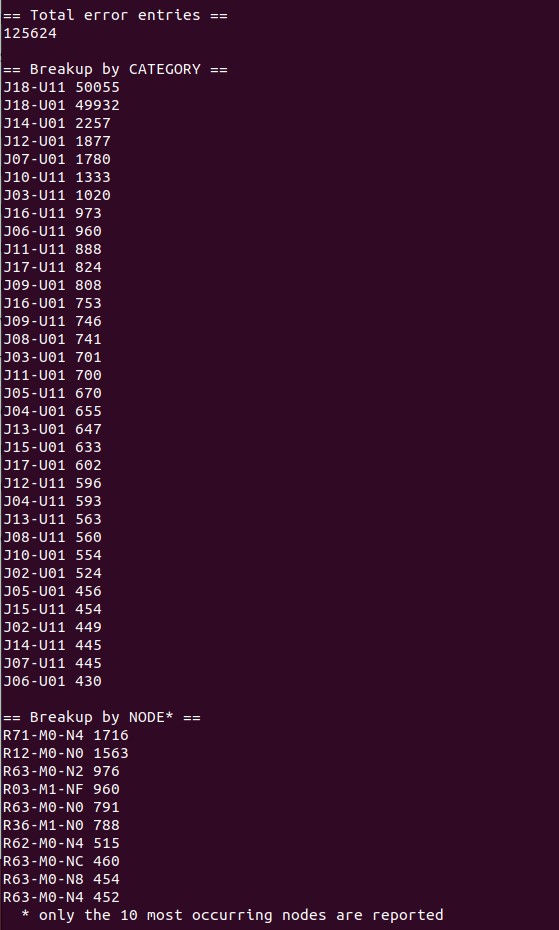 == Total error entries ==
125624
== Breakup by CATEGORY ==
J18-U11 50055
J18-U01 49932
J14-U01 2257
J12-U01 1877
J07-U01 1780
J10-U11 1333
J03-U11 1020
J16-U11 973
J06-U11 960
J11-U11 888
J17-U11 824
J09-U01 808
J16-U01 753
J09-U11 746
J08-U01 741
J03-U01 701
J11-U01 700
J05-U11 670
J04-U01 655
J13-U01 647
J15-U01 633
J17-U01 602
J12-U11 596
J04-U11 593
J13-U11 563
J08-U11 560
J10-U01 554
J02-U01 524
J05-U01 456
J15-U11 454
J02-U11 449
J14-U11 445
J07-U11 445
J06-U01 430
== Breakup by NODE* ==
R71-M0-N4 1716
R12-M0-N0 1563
R63-M0-N2 976
R03-M1-NF 960
R63-M0-N0 791
R36-M1-N0 788
R62-M0-N4 515
R63-M0-NC 460
R63-M0-N8 454
R63-M0-N4 452
* only the 10 most occurring nodes are reported